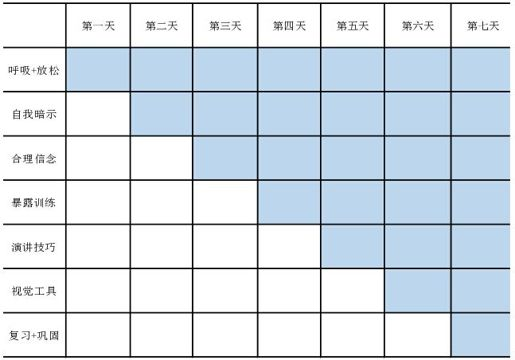 第一天 第二天 第三天 第四天 第五天 第六天 第七天
呼吸+放松
自我暗示
合理信念
暴露训练
演讲技巧
视觉工具
复习+巩固